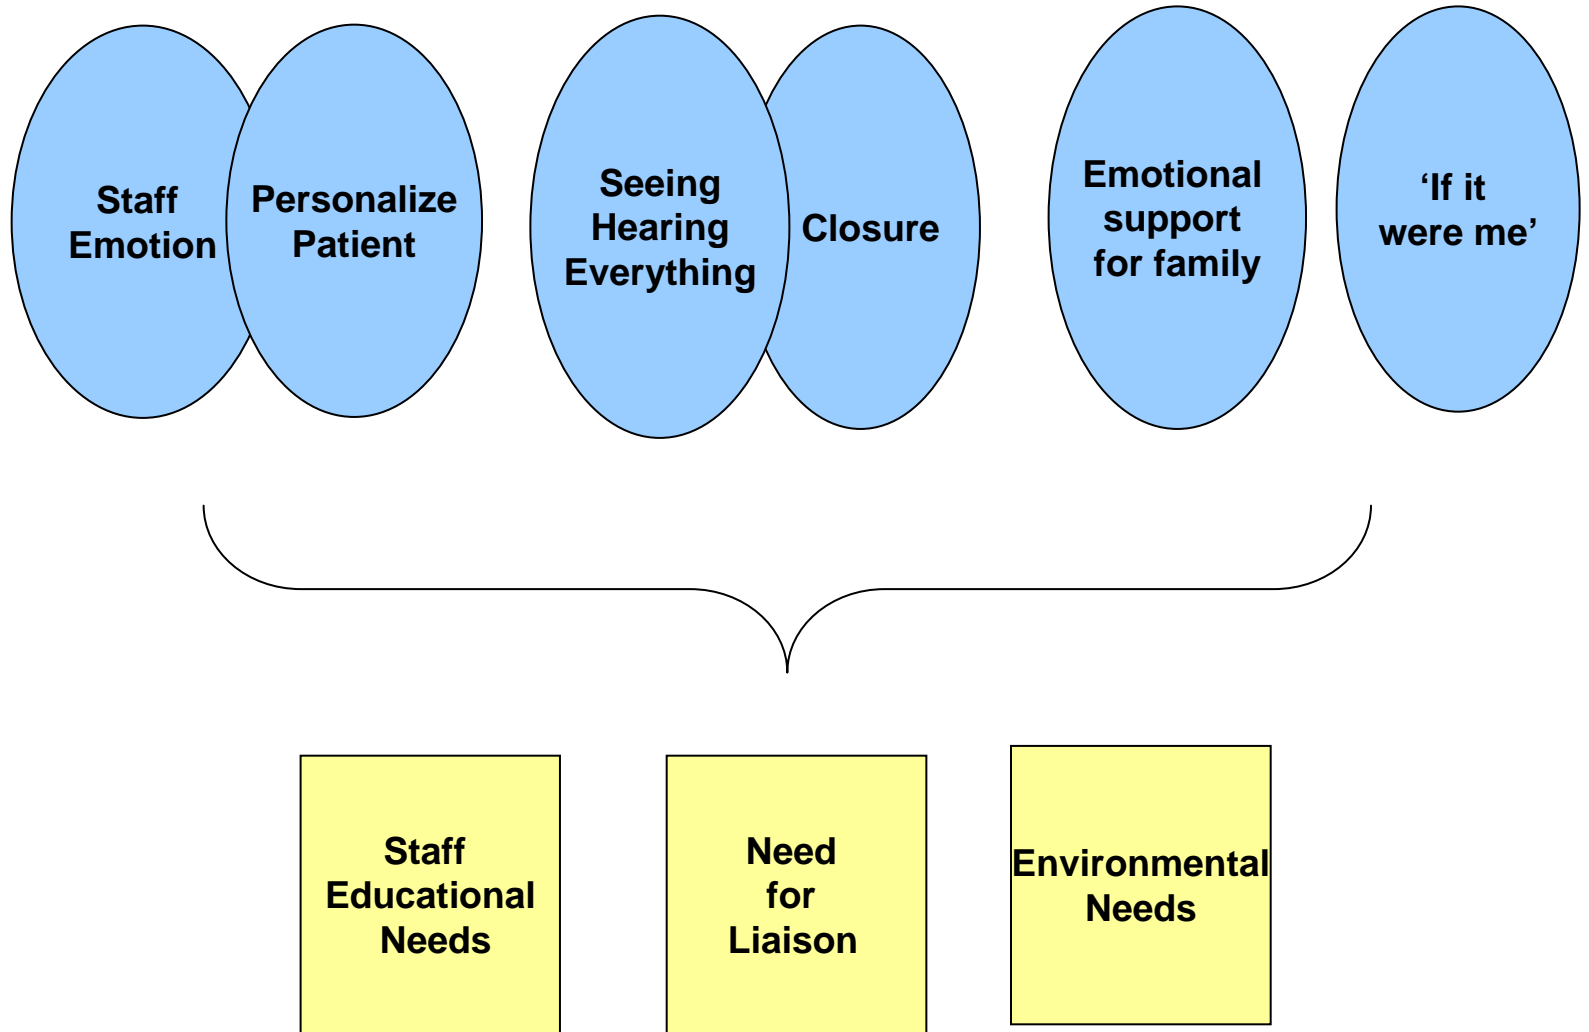 Staff
Emotion
Personalize
Patient
Seeing
Hearing
Everything
Closure
Emotional
support
for family
‘If it
were me’
Staff
Educational
Needs
Need
for
Liaison
Environmental
Needs